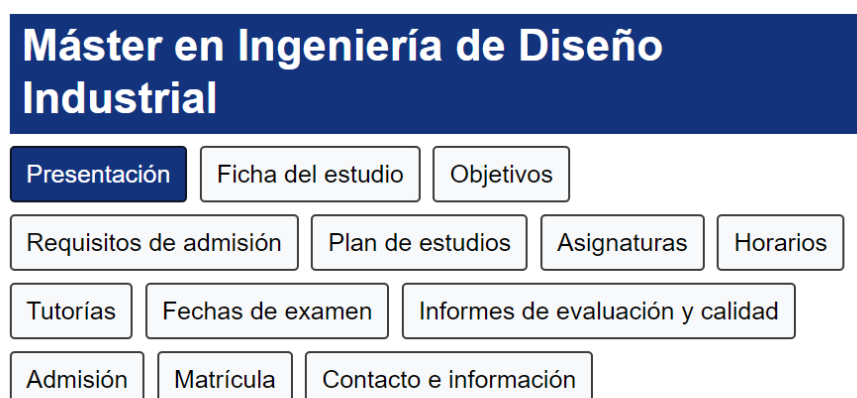 Máster en Ingeniería de Diseño
Industrial
Presentación Ficha del estudio Objetivos
Requisitos de admisión Plan de estudios Asignaturas Horarios
Tutorías Fechas de examen Informes de evaluación y calidad
Admisión Matrícula Contacto e información